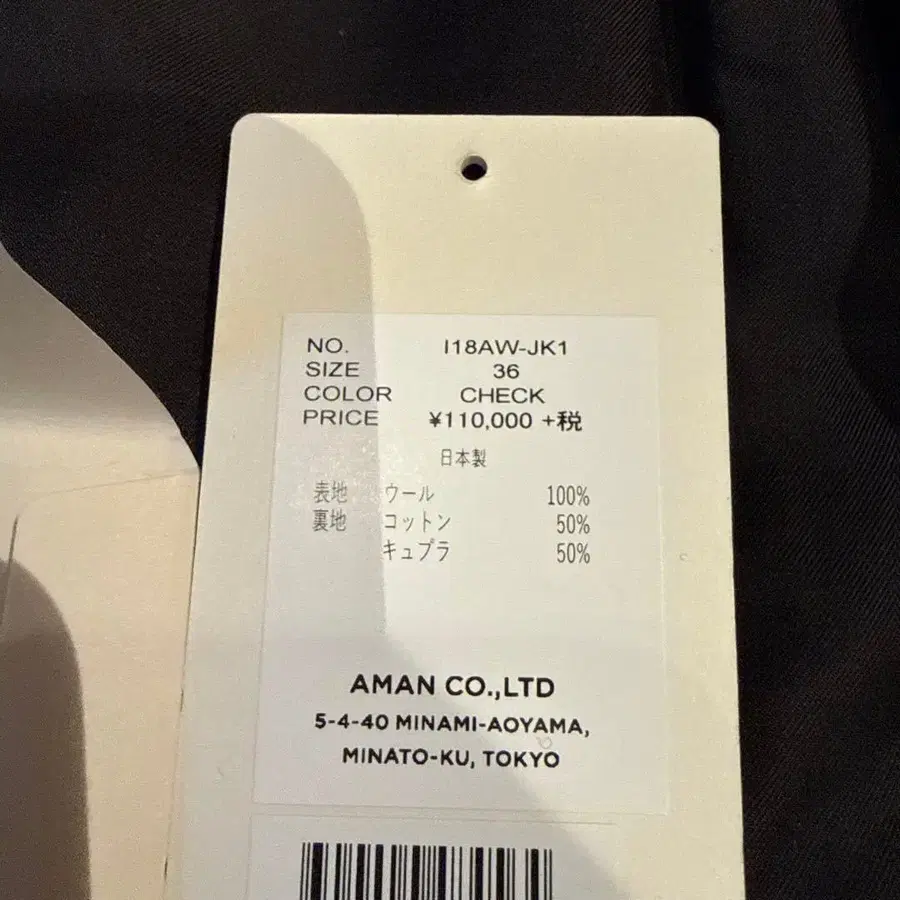 NO. I18AW-JK1
SIZE 36
COLOR CHECK
PRICE ¥110,000 +税
日本製
表地 ウール 100%
裏地 コットン 50%
キュプラ 50%
AMAN CO.,LTD
5-4-40 MINAMI-AOYAMA,
MINATO-KU, TOKYO